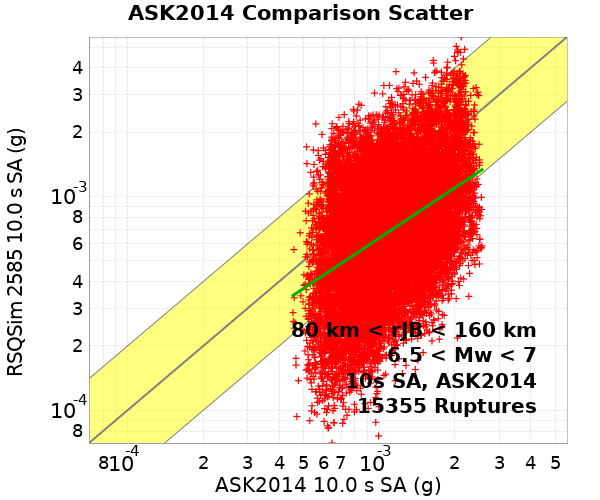 ASK2014 Comparison Scatter
RSQSim 2585 10.0 s SA (g)
4
3
2
10-3
8
6
4
3
2
10-4
8
80 km < rJB < 160 km
6.5 < Mw < 7
10s SA, ASK2014
15355 Ruptures
8 10-4 2 3 4 5 6 7 10-3 2 3 4 5
ASK2014 10.0 s SA (g)